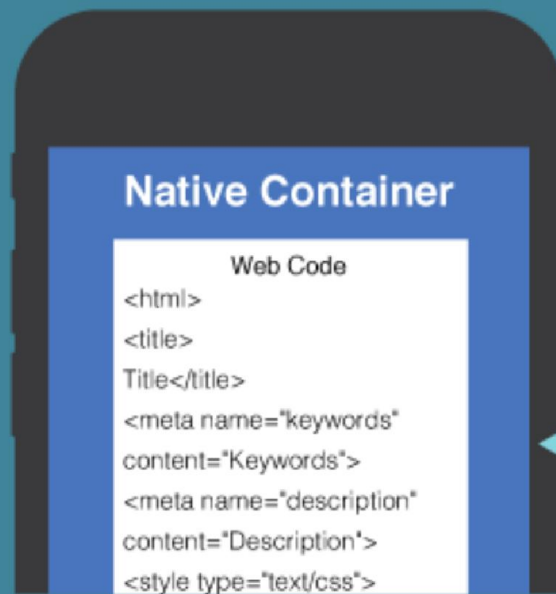 Native Container
Web Code
<html>
<title>
Title</title>
<meta name="keywords"
content="Keywords">
<meta name="description"
content="Description">
<style type="text/css">